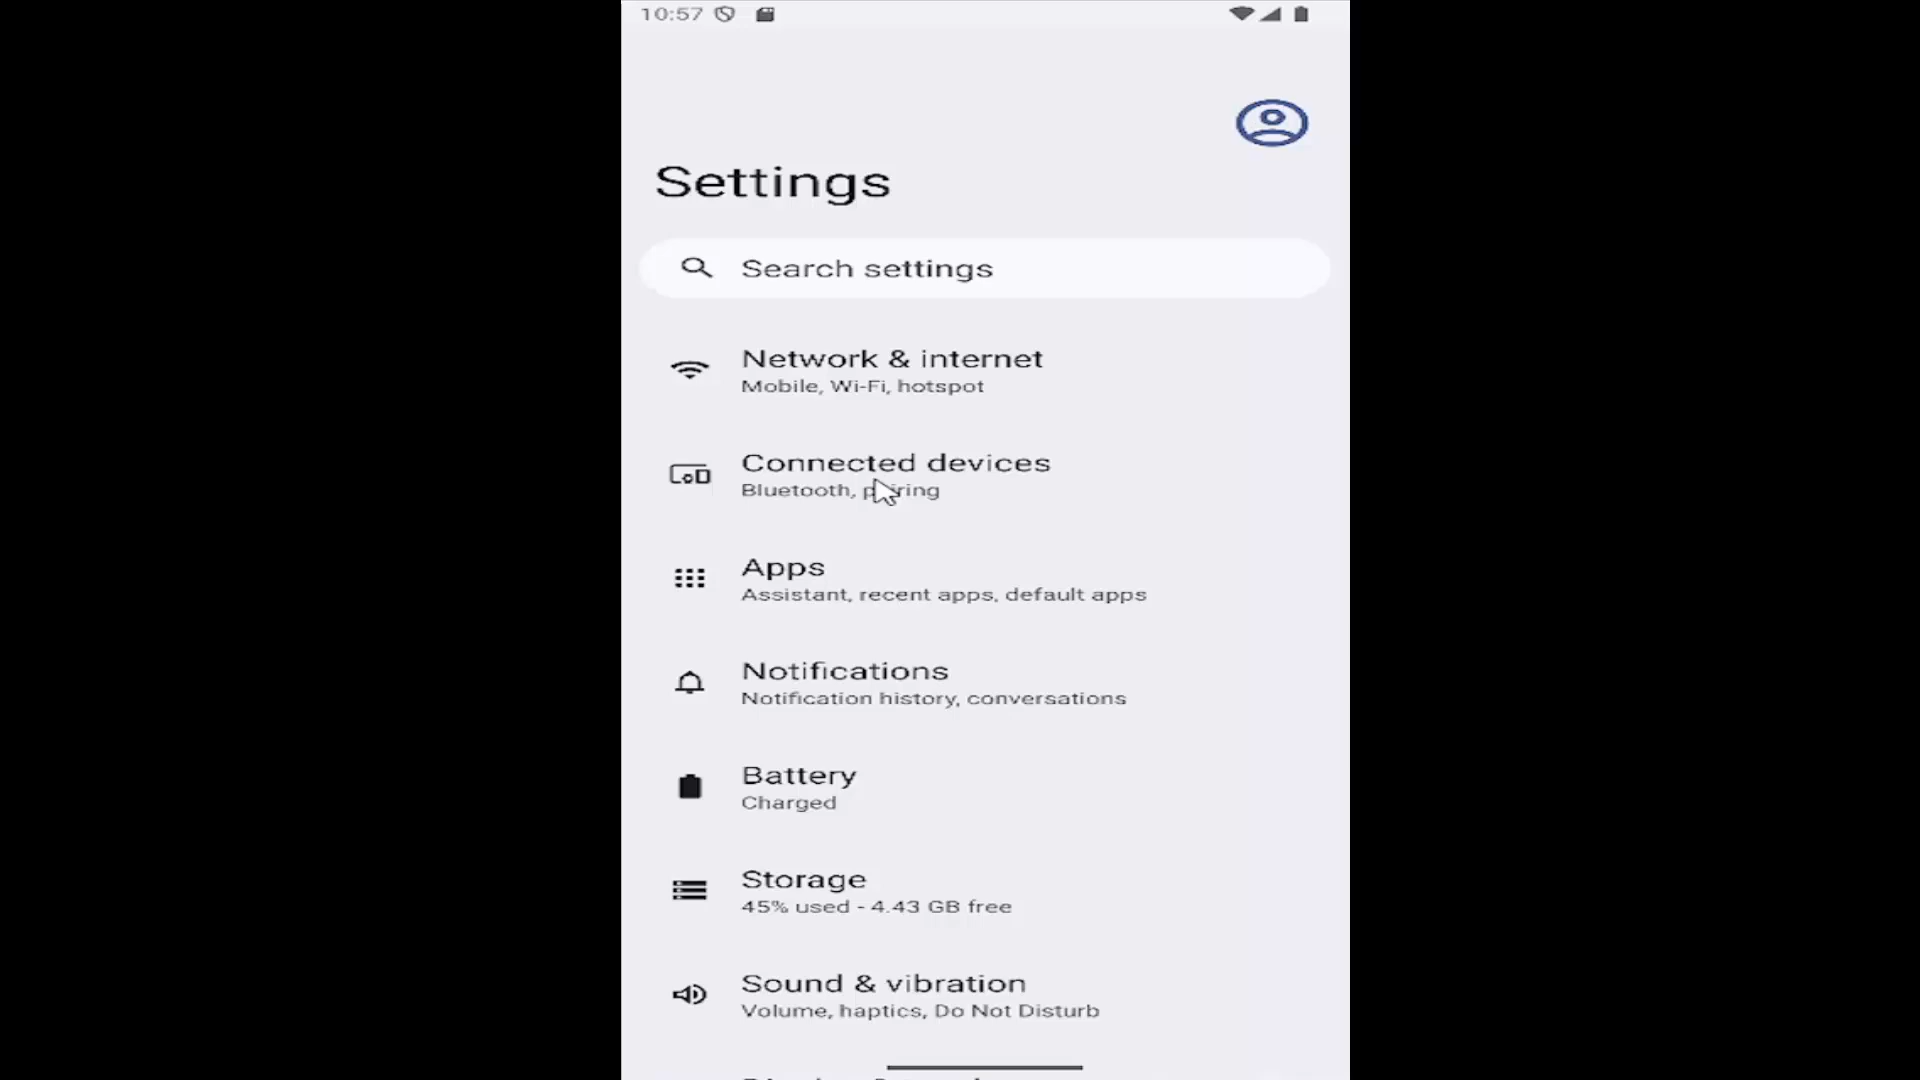 10:57
Settings
Search settings
Network & internet
Mobile, Wi-Fi, hotspot
Connected devices
Bluetooth, pairing
Apps
Assistant, recent apps, default apps
Notifications
Notification history, conversations
Battery
Charged
Storage
45% used - 4.43 GB free
Sound & vibration
Volume, haptics, Do Not Disturb